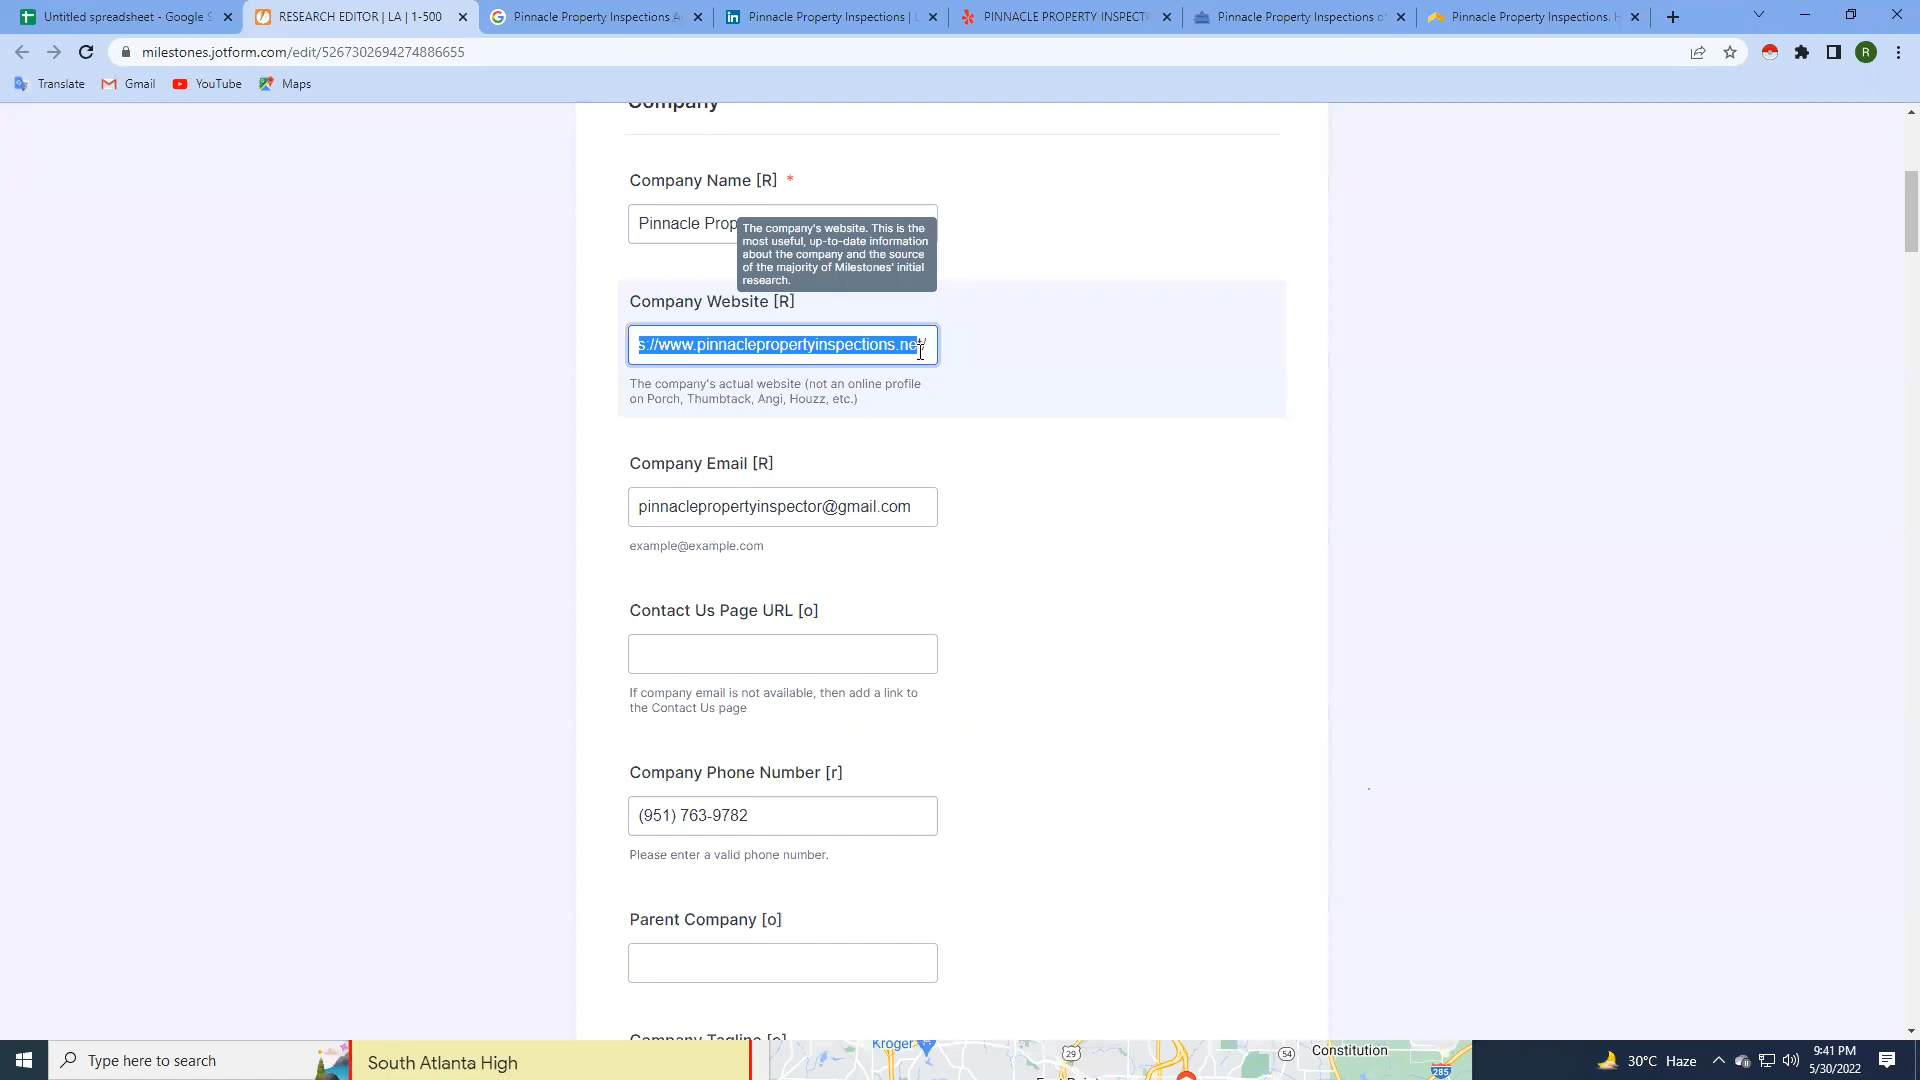 Untitled spreadsheet - Google S
RESEARCH EDITOR | LA | 1-500
Pinnacle Property Inspections A
Pinnacle Property Inspections | L
PINNACLE PROPERTY INSPECTI
Pinnacle Property Inspections o
Pinnacle Property Inspections. H
milestones.jotform.com/edit/5267302694274886655
R
Translate
Gmail
YouTube
Maps
Company
Company Name [R] *
Pinnacle Prop
The company's website. This is the
most useful, up-to-date information
about the company and the source
of the majority of Milestones' initial
research.
Company Website [R]
s://www.pinnaclepropertyinspections.net/
The company's actual website (not an online profile
on Porch, Thumbtack, Angi, Houzz, etc.)
Company Email [R]
pinnaclepropertyinspector@gmail.com
example@example.com
Contact Us Page URL [o]
If company email is not available, then add a link to
the Contact Us page
Company Phone Number [r]
(951) 763-9782
Please enter a valid phone number.
Parent Company [o]
Company Tagline [o]
Type here to search
South Atlanta High
Kroger
29
54
Constitution
285
30°C Haze
9:41 PM
5/30/2022